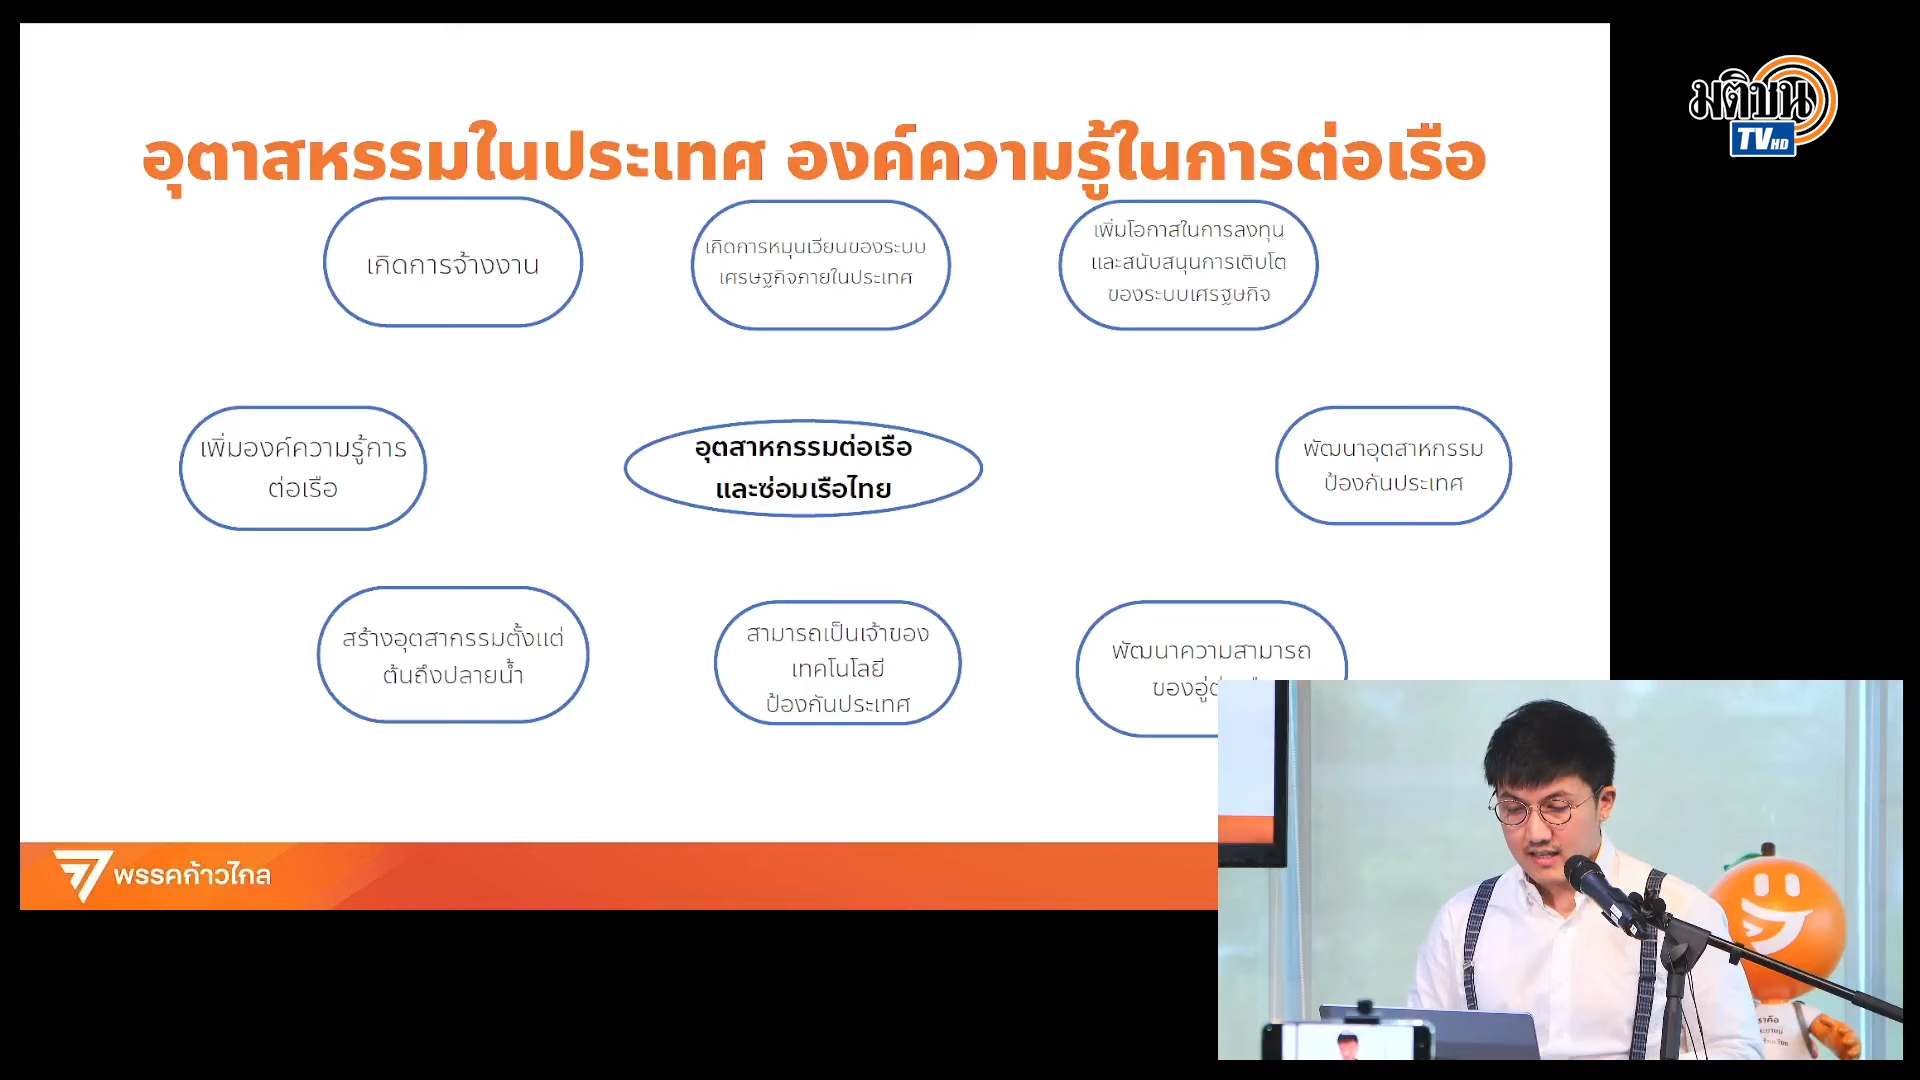 อุตาสหรรมในประเทศ องค์ความรู้ในการต่อเรือ
มติชน
TV HD
เกิดการจ้างงาน
เกิดการหมุนเวียนของระบบ
เศรษฐกิจภายในประเทศ
เพิ่มโอกาสในการลงทุน
และสนับสนุนการเติบโต
ของระบบเศรฐษกิจ
เพิ่มองค์ความรู้การ
ต่อเรือ
อุตสาหกรรมต่อเรือ
และซ่อมเรือไทย
พัฒนาอุตสาหกรรม
ป้องกันประเทศ
สร้างอุตสากรรมตั้งแต่
ต้นถึงปลายน้ำ
สามารถเป็นเจ้าของ
เทคโนโลยี
ป้องกันประเทศ
พัฒนาความสามารถ
ของอู่
พรรคก้าวไกล